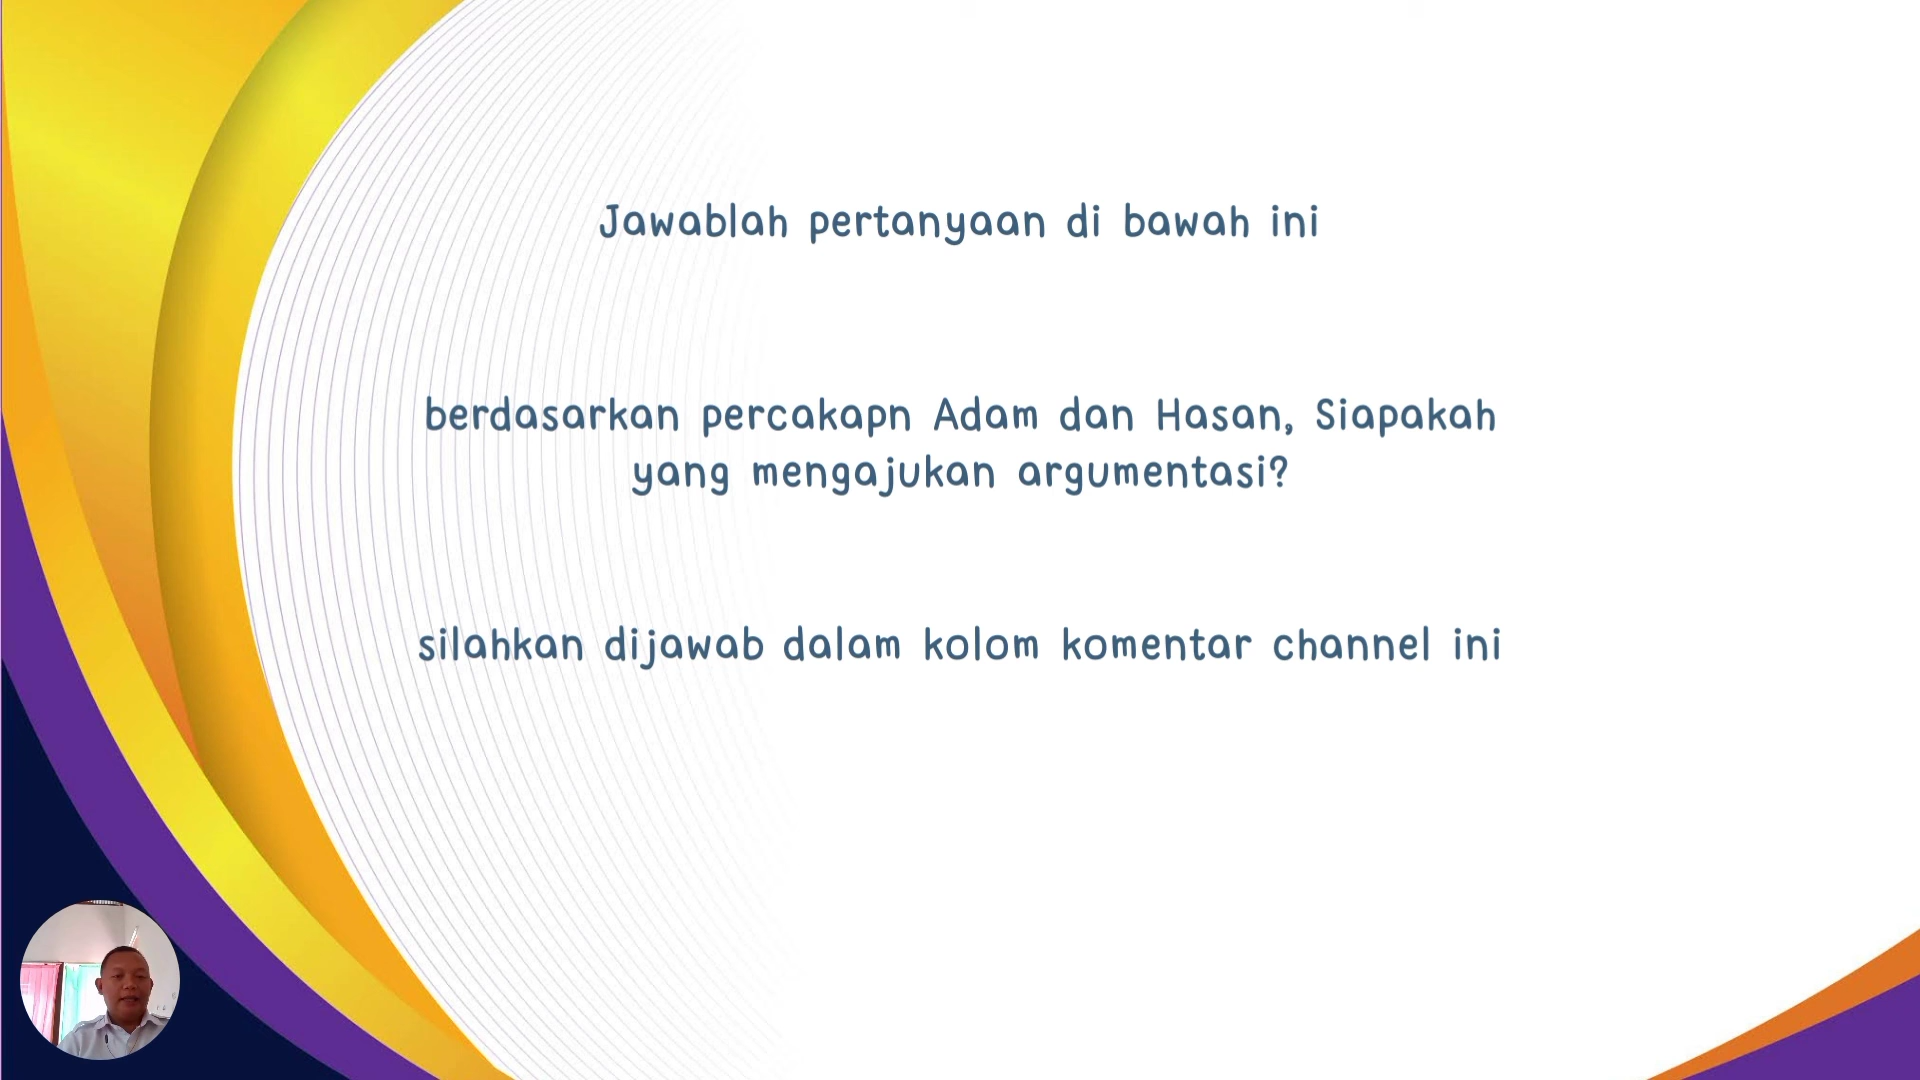 Jawablah pertanyaan di bawah ini
berdasarkan percakapn Adam dan Hasan, Siapakah
yang mengajukan argumentasi?
silahkan dijawab dalam kolom komentar channel ini